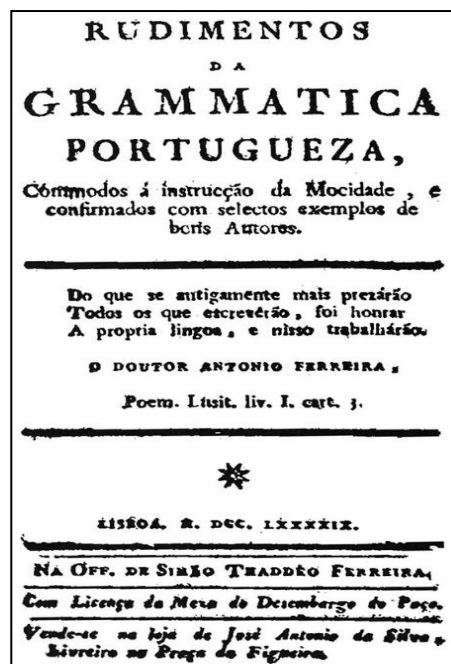 RUDIMENTOS
DA
GRAMMATICA
PORTUGUEZA,
Cómmodos á instrucção da Mocidade, e
confirmados com selectos exemplos de
bons Autores.
Do que se antigamente mais prezárão
Todos os que escrevêrão, foi honrar
A propria lingoa, e nisso trabalhárão.
O DOUTOR ANTONIO FERREIRA,
Poem. Lusit. liv. I. cart. 3.
LISBOA. M. DCC. LXXXXIX.
NA OFF. DE SIMÃO THADDÊO FERREIRA,
Com Licença da Meza do Desembargo do Paço.
Vende-se na loja de José Antonio da Silva,
Livreiro na Praça da Figueira.